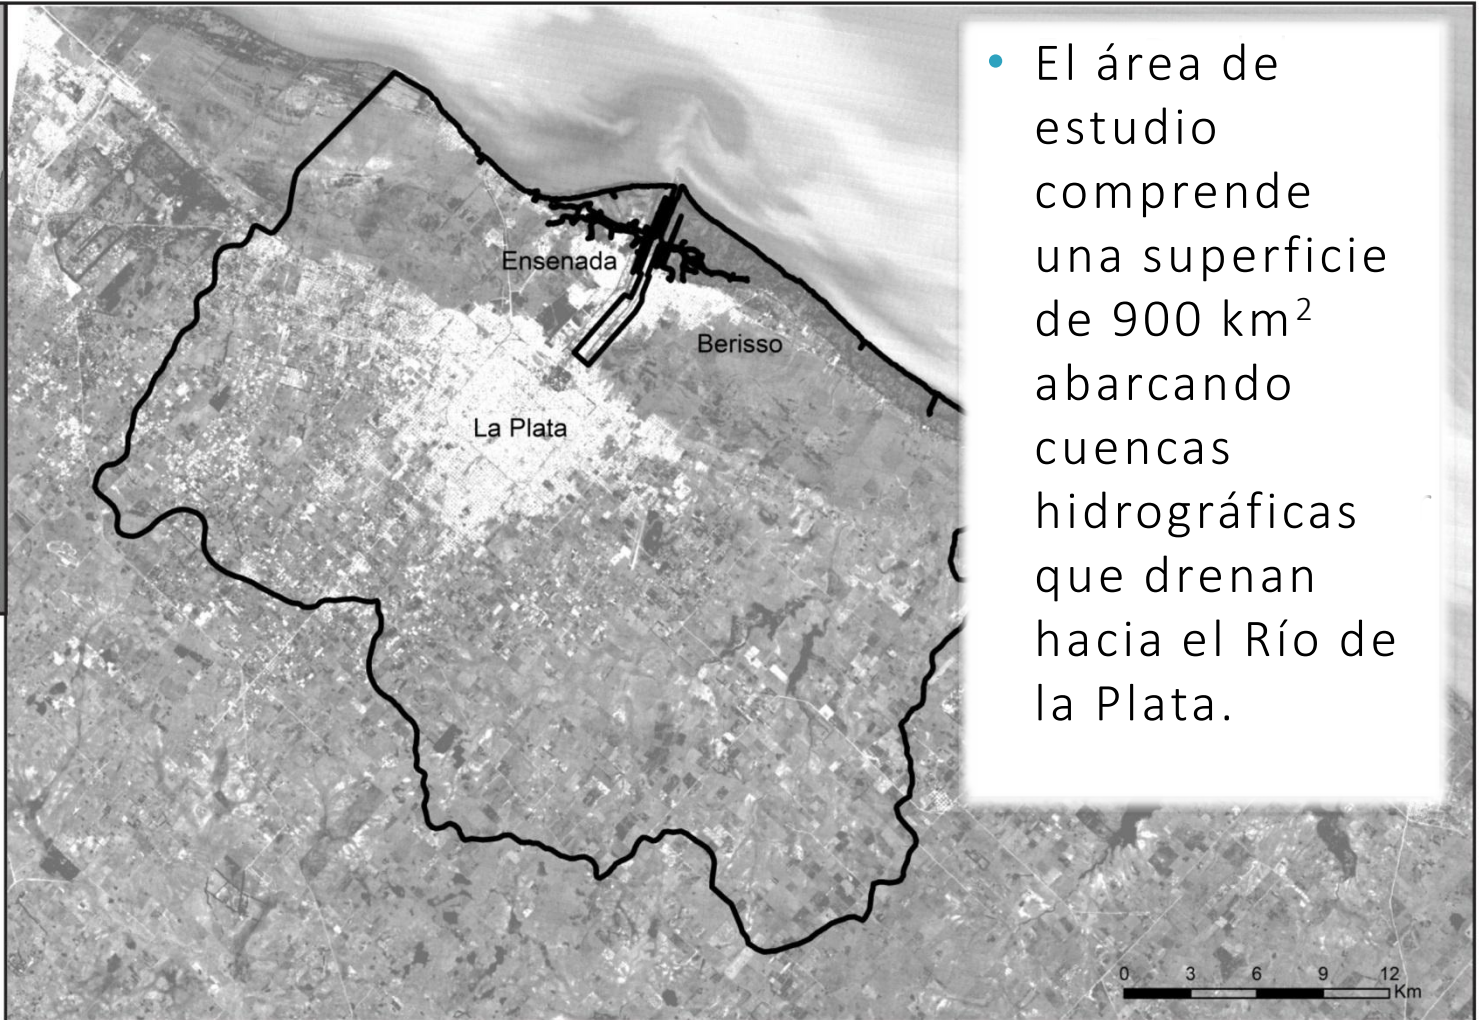 • El área de
estudio
comprende
una superficie
de 900 km²
abarcando
cuencas
hidrográficas
que drenan
hacia el Río de
la Plata.
Ensenada
Berisso
La Plata
0 3 6 9 12
Km